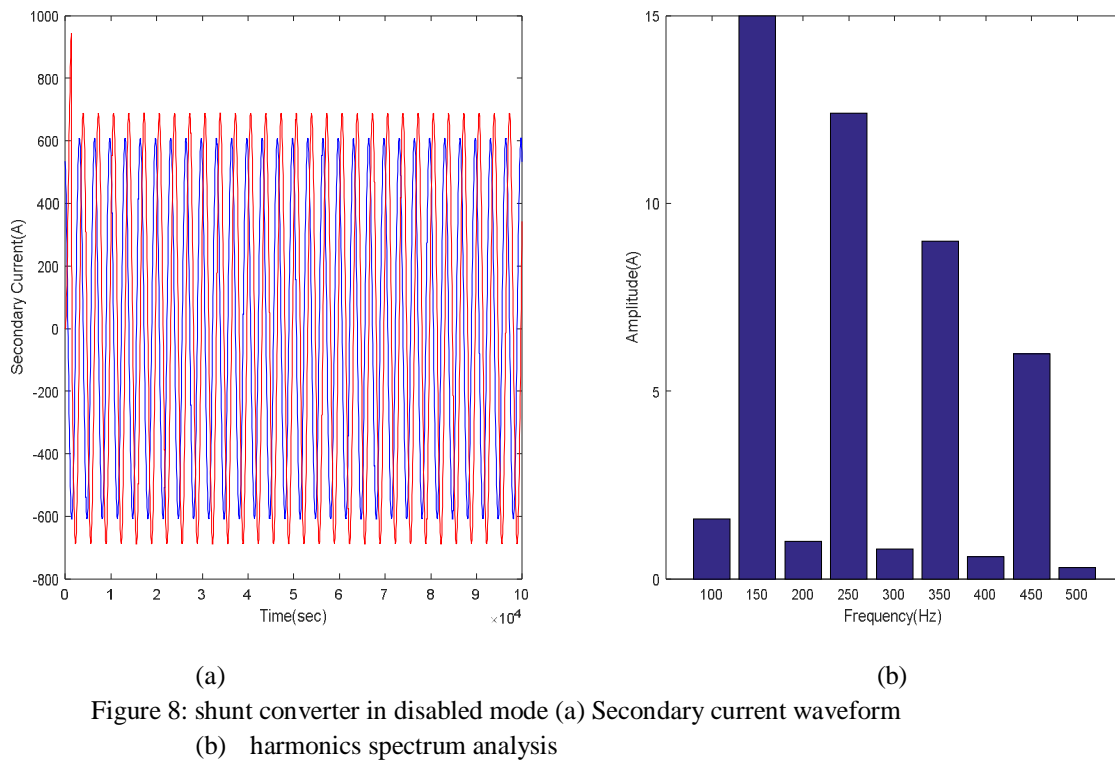 1000
800
600
400
200
0
-200
-400
-600
-800
Secondary Current(A)
0 1 2 3 4 5 6 7 8 9 10
Time(sec)
×10⁴
15
10
5
0
Amplitude(A)
100 150 200 250 300 350 400 450 500
Frequency(Hz)
(a)
(b)
Figure 8: shunt converter in disabled mode (a) Secondary current waveform
(b) harmonics spectrum analysis